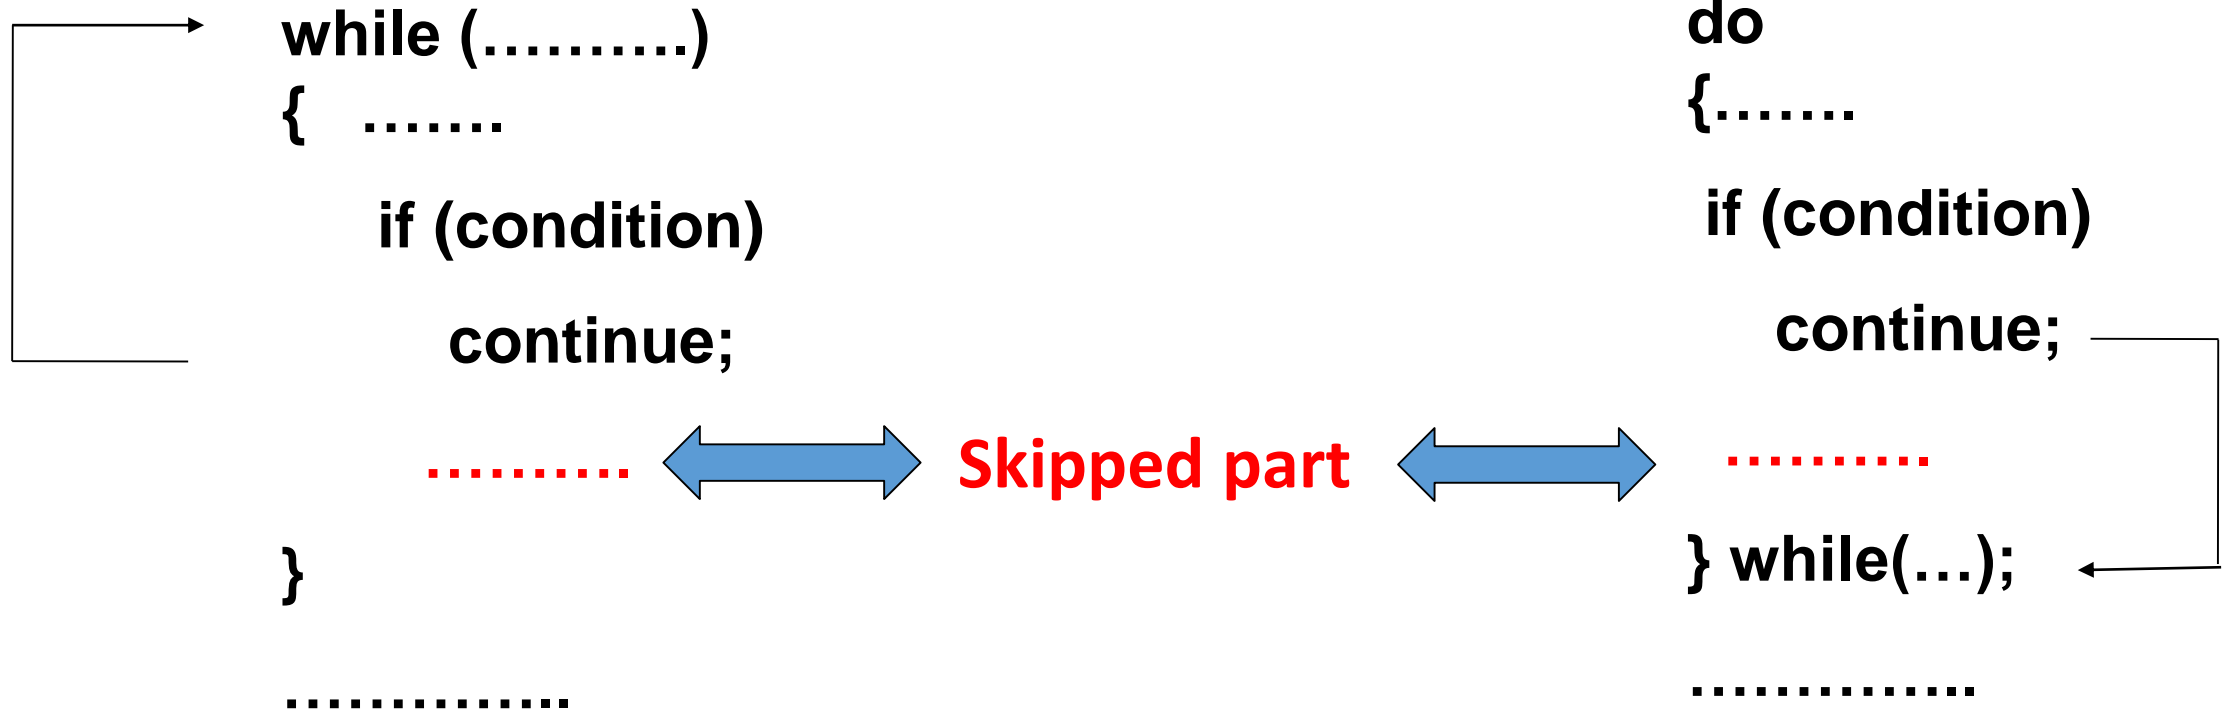 while (……….)
{ …….
if (condition)
continue;
……….
}
…………..
Skipped part
do
{…….
if (condition)
continue;
……….
} while(…);
…………..